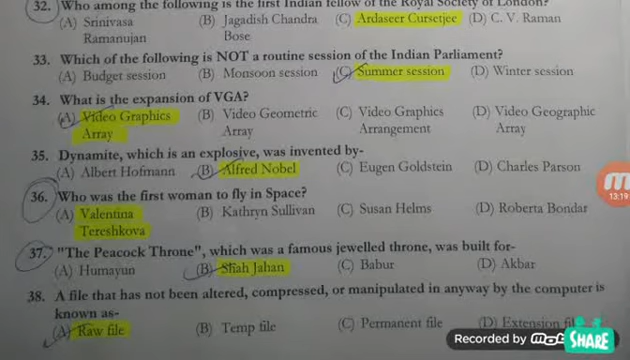 32. Who among the following is the first Indian fellow of the Royal Society of London?
(A) Srinivasa (B) Jagadish Chandra (C) Ardaseer Cursetjee (D) C. V. Raman
Ramanujan Bose
33. Which of the following is NOT a routine session of the Indian Parliament?
(A) Budget session (B) Monsoon session (C) Summer session (D) Winter session
34. What is the expansion of VGA?
(A) Video Graphics (B) Video Geometric (C) Video Graphics (D) Video Geographic
Array Array Arrangement Array
35. Dynamite, which is an explosive, was invented by-
(A) Albert Hofmann (B) Alfred Nobel (C) Eugen Goldstein (D) Charles Parson
36. Who was the first woman to fly in Space?
(A) Valentina (B) Kathryn Sullivan (C) Susan Helms (D) Roberta Bondar
Tereshkova
13:19
37. "The Peacock Throne", which was a famous jewelled throne, was built for-
(A) Humayun (B) Shah Jahan (C) Babur (D) Akbar
38. A file that has not been altered, compressed, or manipulated in anyway by the computer is
known as-
(A) Raw file (B) Temp file (C) Permanent file (D) Extension
Recorded by SHARE